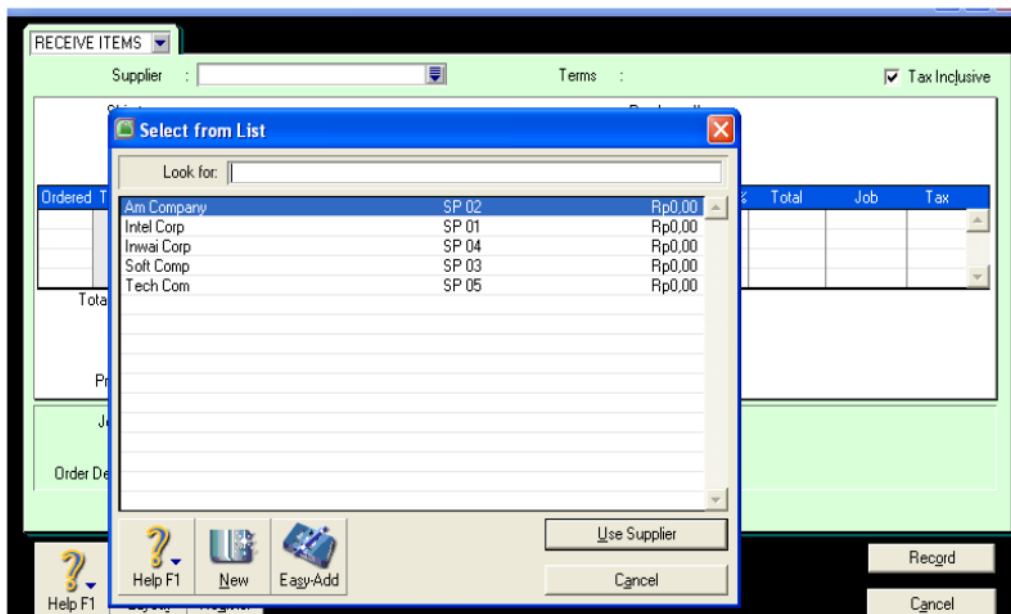 RECEIVE ITEMS
Supplier : Terms : Tax Inclusive
Select from List
Look for:
Ordered % Total Job Tax
Am Company SP 02 Rp0,00
Intel Corp SP 01 Rp0,00
Inwai Corp SP 04 Rp0,00
Soft Comp SP 03 Rp0,00
Tech Com SP 05 Rp0,00
Order De
Use Supplier
Help F1 New Easy-Add
Cancel
Record
Help F1
Cancel